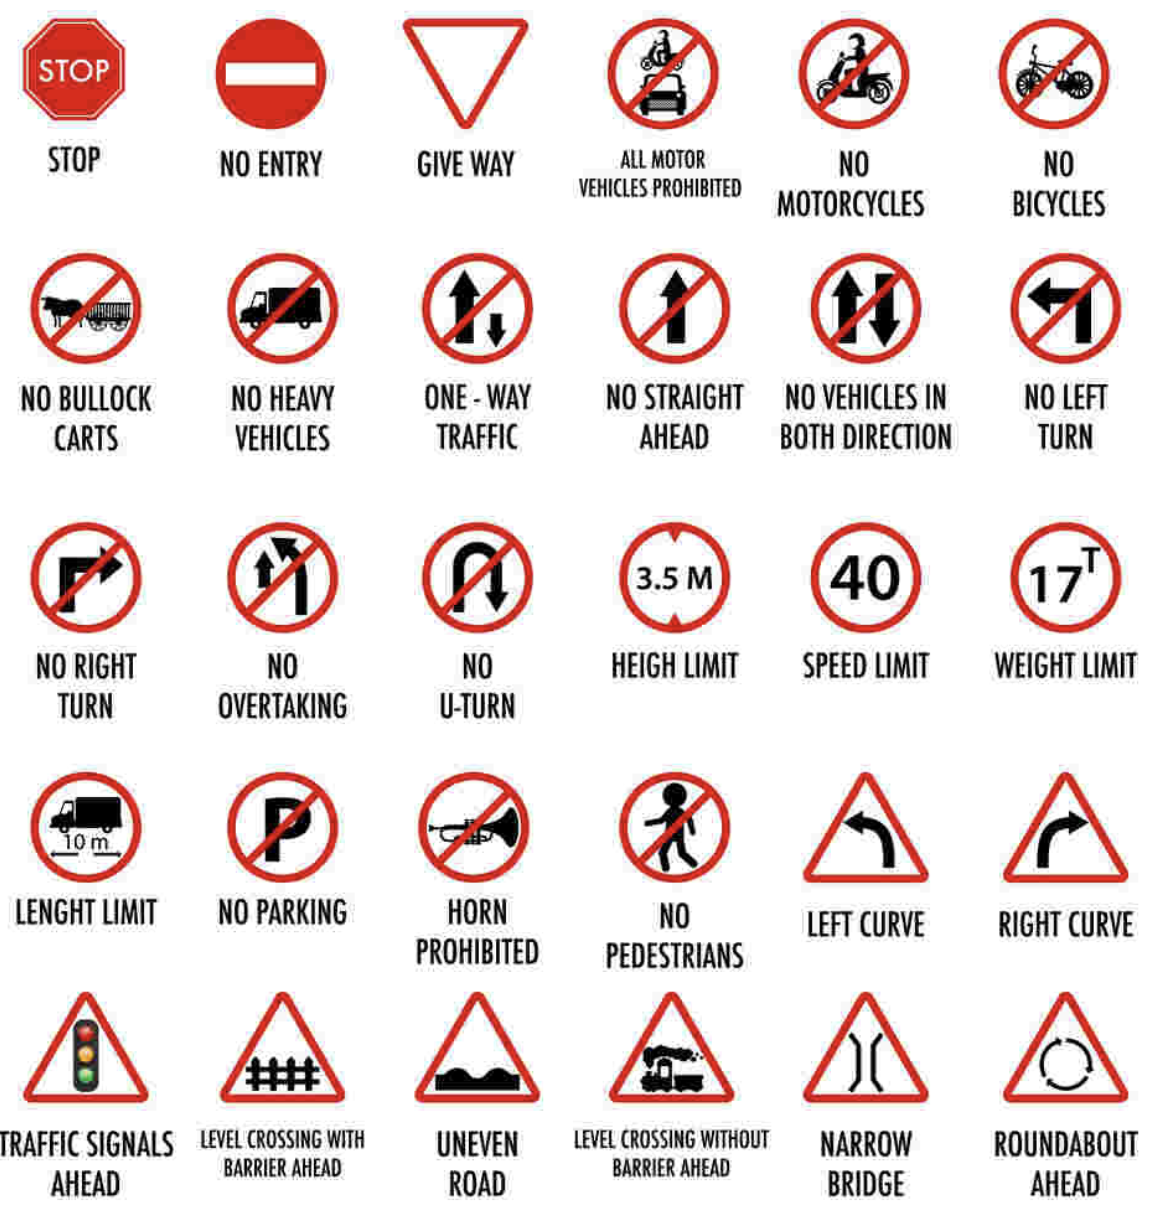 STOP
STOP
NO ENTRY
GIVE WAY
ALL MOTOR
VEHICLES PROHIBITED
NO
MOTORCYCLES
NO
BICYCLES
NO BULLOCK
CARTS
NO HEAVY
VEHICLES
ONE - WAY
TRAFFIC
NO STRAIGHT
AHEAD
NO VEHICLES IN
BOTH DIRECTION
NO LEFT
TURN
NO RIGHT
TURN
NO
OVERTAKING
NO
U-TURN
3.5 M
HEIGH LIMIT
40
SPEED LIMIT
17T
WEIGHT LIMIT
10 m
LENGHT LIMIT
P
NO PARKING
HORN
PROHIBITED
NO
PEDESTRIANS
LEFT CURVE
RIGHT CURVE
TRAFFIC SIGNALS
AHEAD
LEVEL CROSSING WITH
BARRIER AHEAD
UNEVEN
ROAD
LEVEL CROSSING WITHOUT
BARRIER AHEAD
NARROW
BRIDGE
ROUNDABOUT
AHEAD